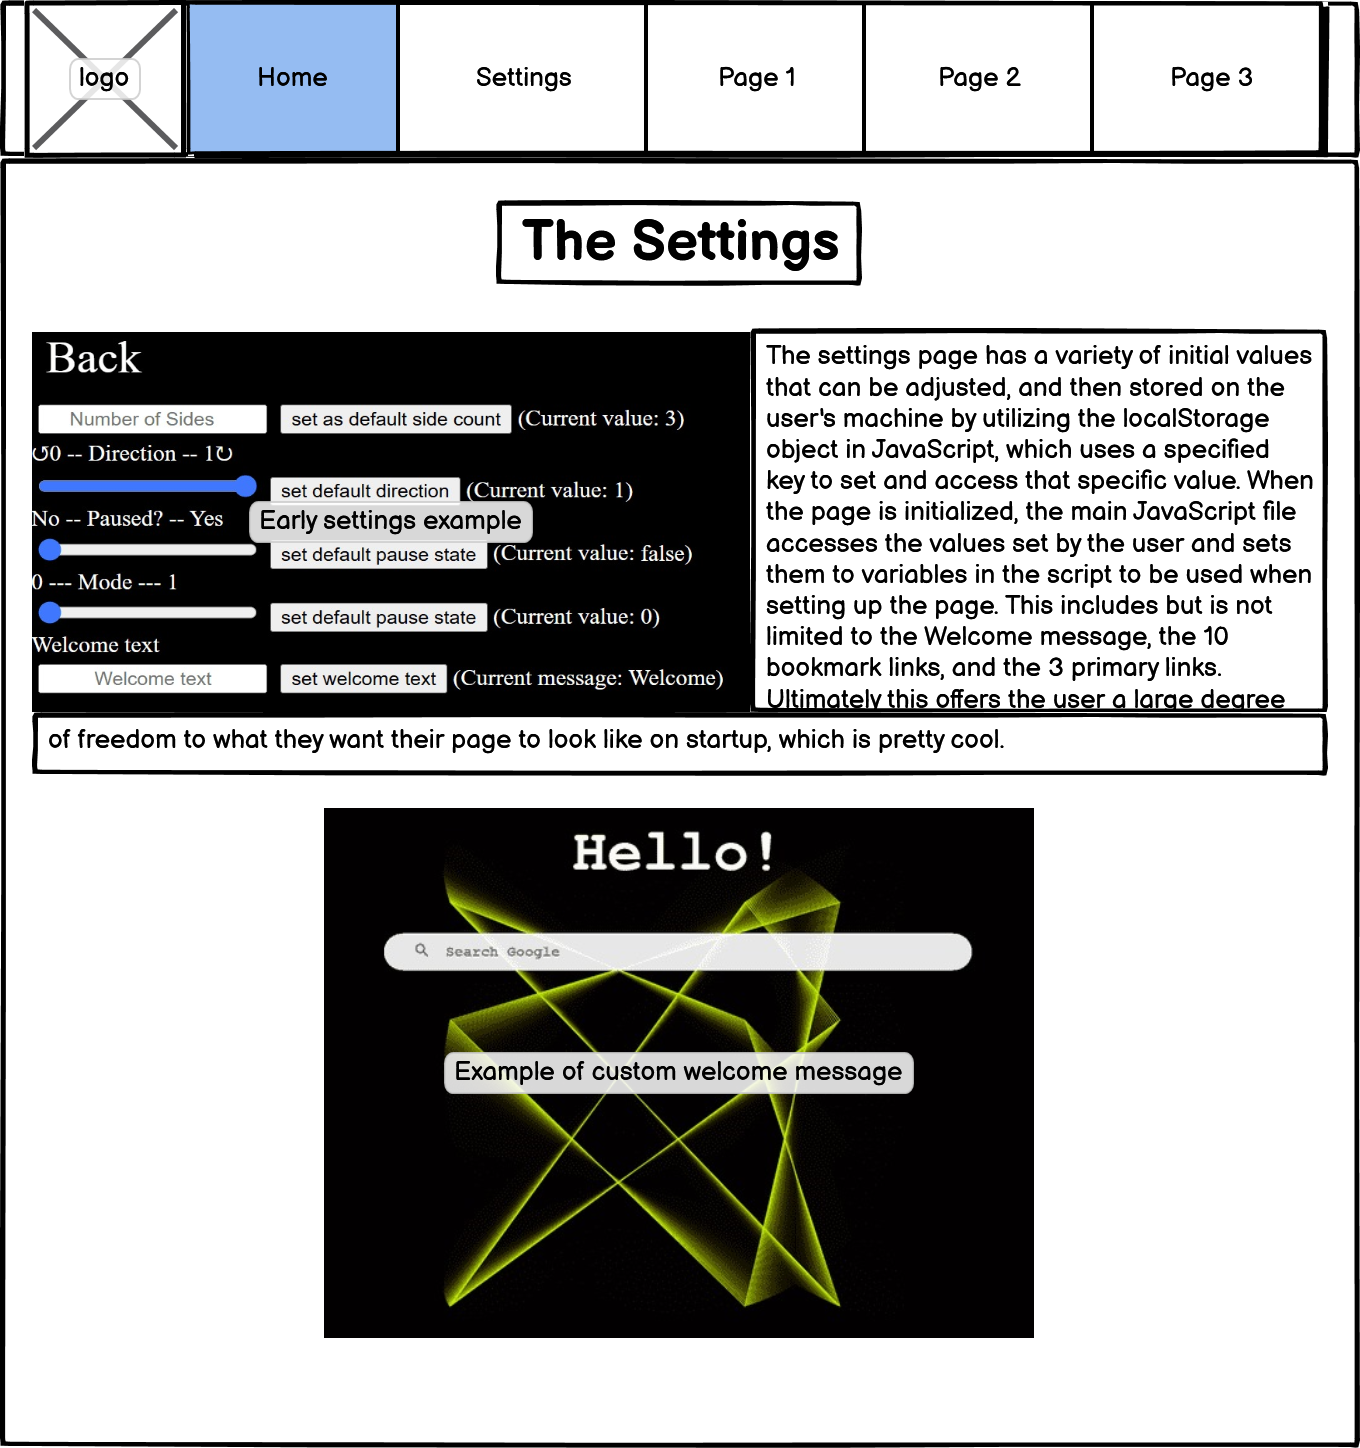 logo
Home
Settings
Page 1
Page 2
Page 3
The Settings
Back
Number of Sides
set as default side count
(Current value: 3)
↺0 -- Direction -- 1↻
set default direction
(Current value: 1)
No -- Paused? -- Yes
Early settings example
set default pause state
(Current value: false)
0 --- Mode --- 1
set default pause state
(Current value: 0)
Welcome text
Welcome text
set welcome text
(Current message: Welcome)
The settings page has a variety of initial values
that can be adjusted, and then stored on the
user's machine by utilizing the localStorage
object in JavaScript, which uses a specified
key to set and access that specific value. When
the page is initialized, the main JavaScript file
accesses the values set by the user and sets
them to variables in the script to be used when
setting up the page. This includes but is not
limited to the Welcome message, the 10
bookmark links, and the 3 primary links.
Ultimately this offers the user a large degree
of freedom to what they want their page to look like on startup, which is pretty cool.
Hello!
Search Google
Example of custom welcome message